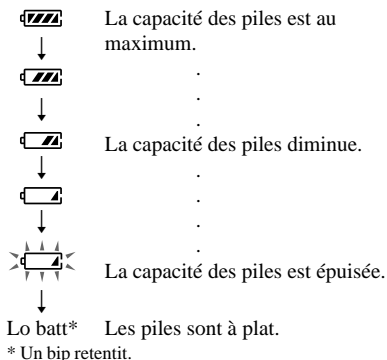 La capacité des piles est au
maximum.
.
.
.
La capacité des piles diminue.
.
.
.
.
La capacité des piles est épuisée.
Lo batt* Les piles sont à plat.
* Un bip retentit.